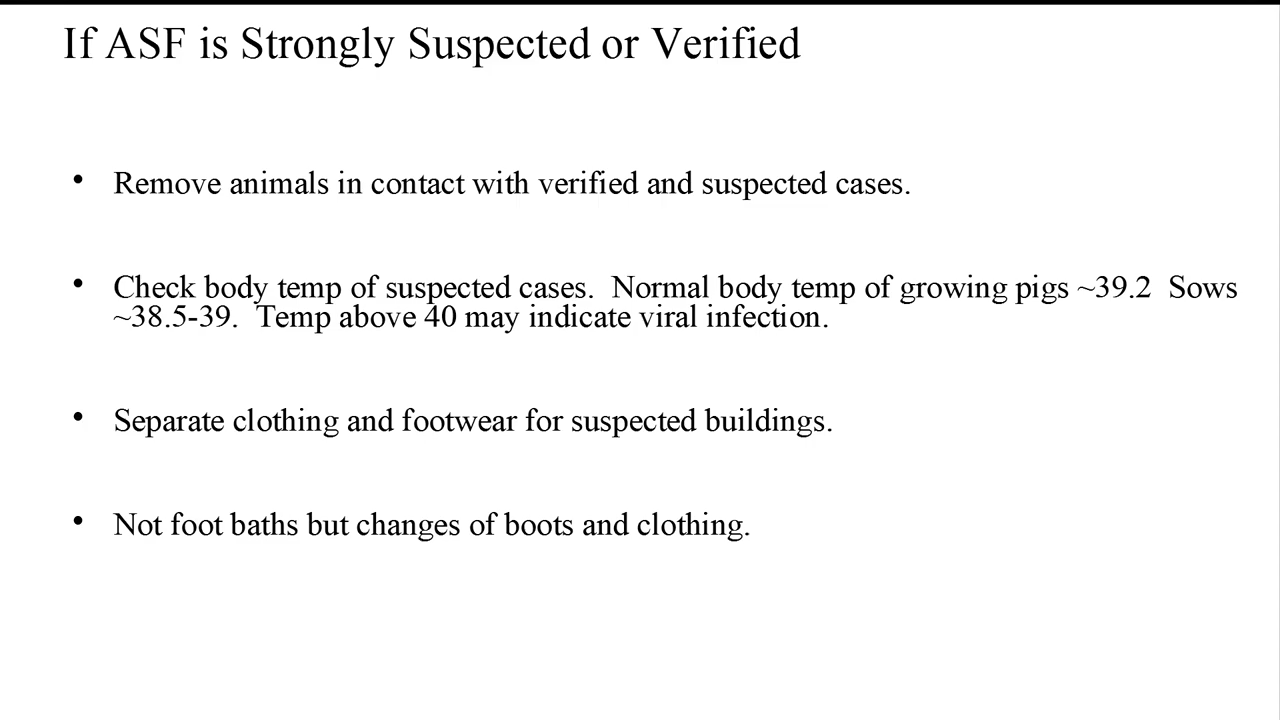 If ASF is Strongly Suspected or Verified
• Remove animals in contact with verified and suspected cases.
• Check body temp of suspected cases.  Normal body temp of growing pigs ~39.2  Sows
~38.5-39.  Temp above 40 may indicate viral infection.
• Separate clothing and footwear for suspected buildings.
• Not foot baths but changes of boots and clothing.